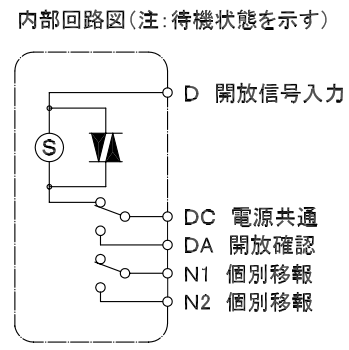 内部回路図(注:待機状態を示す)
D 開放信号入力
S
DC 電源共通
DA 開放確認
N1 個別移報
N2 個別移報